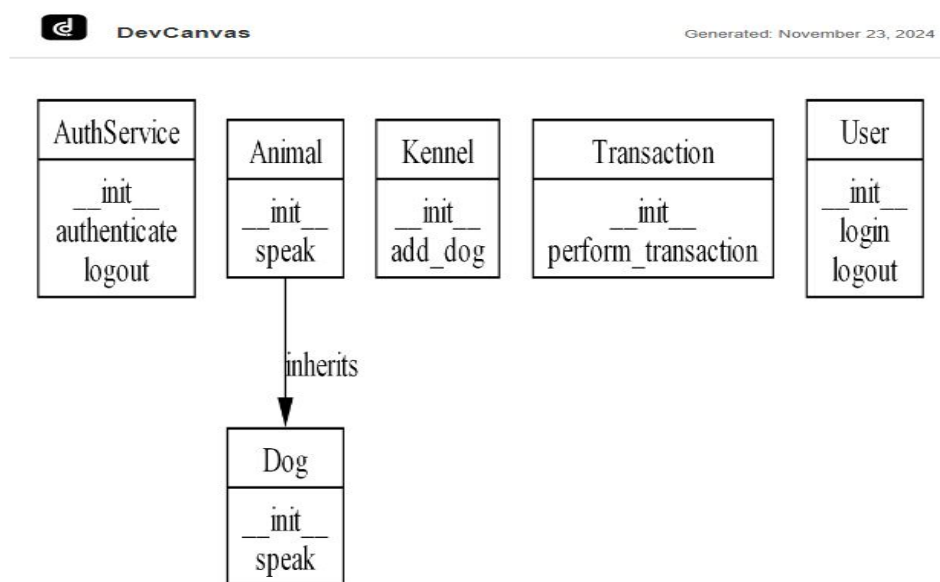 DevCanvas
Generated: November 23, 2024
AuthService
__init__
authenticate
logout
Animal
__init__
speak
Kennel
__init__
add_dog
Transaction
__init__
perform_transaction
User
__init__
login
logout
inherits
Dog
__init__
speak